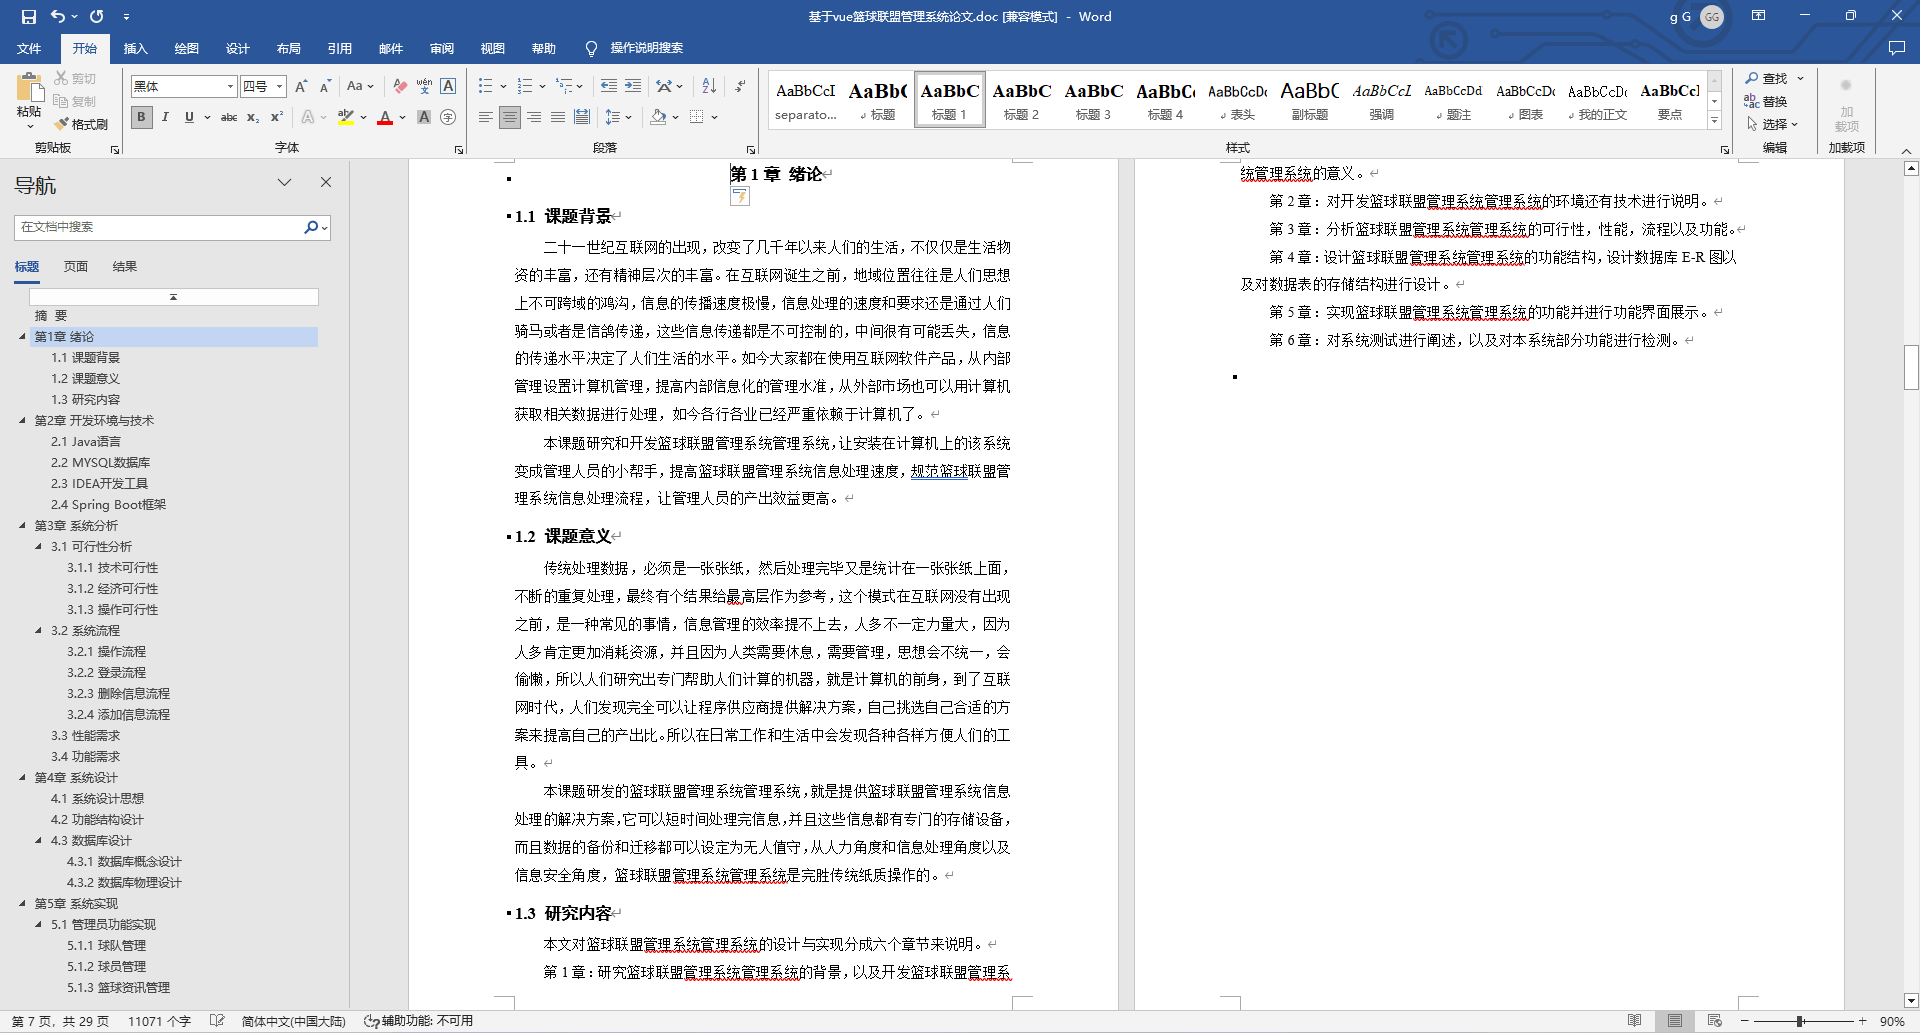 基于vue篮球联盟管理系统论文.doc [兼容模式] - Word
g G
GG
文件 开始 插入 绘图 设计 布局 引用 邮件 审阅 视图 帮助 操作说明搜索
粘贴
剪切
复制
格式刷
剪贴板
黑体
四号
字体
段落
AaBbCcI separato...
AaBbC 标题
AaBbC 标题 1
AaBbC 标题 2
AaBbC 标题 3
AaBbCc 标题 4
AaBbCcDc 表头
AaBbC 副标题
AaBbCcL 强调
AaBbCcDd 题注
AaBbCcDc 图表
AaBbCcDc 我的正文
AaBbCcI 要点
样式
查找
替换
选择
编辑
加载项
加载项
导航
在文档中搜索
标题 页面 结果
摘 要
第1章 绪论
1.1 课题背景
1.2 课题意义
1.3 研究内容
第2章 开发环境与技术
2.1 Java语言
2.2 MYSQL数据库
2.3 IDEA开发工具
2.4 Spring Boot框架
第3章 系统分析
3.1 可行性分析
3.1.1 技术可行性
3.1.2 经济可行性
3.1.3 操作可行性
3.2 系统流程
3.2.1 操作流程
3.2.2 登录流程
3.2.3 删除信息流程
3.2.4 添加信息流程
3.3 性能需求
3.4 功能需求
第4章 系统设计
4.1 系统设计思想
4.2 功能结构设计
4.3 数据库设计
4.3.1 数据库概念设计
4.3.2 数据库物理设计
第5章 系统实现
5.1 管理员功能实现
5.1.1 球队管理
5.1.2 球员管理
5.1.3 篮球资讯管理
第 1 章 绪论
1.1 课题背景
二十一世纪互联网的出现，改变了几千年以来人们的生活，不仅仅是生活物
资的丰富，还有精神层次的丰富。在互联网诞生之前，地域位置往往是人们思想
上不可跨域的鸿沟，信息的传播速度极慢，信息处理的速度和要求还是通过人们
骑马或者是信鸽传递，这些信息传递都是不可控制的，中间很有可能丢失，信息
的传递水平决定了人们生活的水平。如今大家都在使用互联网软件产品，从内部
管理设置计算机管理，提高内部信息化的管理水准，从外部市场也可以用计算机
获取相关数据进行处理，如今各行各业已经严重依赖于计算机了。
本课题研究和开发篮球联盟管理系统管理系统，让安装在计算机上的该系统
变成管理人员的小帮手，提高篮球联盟管理系统信息处理速度，规范篮球联盟管
理系统信息处理流程，让管理人员的产出效益更高。
1.2 课题意义
传统处理数据，必须是一张张纸，然后处理完毕又是统计在一张张纸上面，
不断的重复处理，最终有个结果给最高层作为参考，这个模式在互联网没有出现
之前，是一种常见的事情，信息管理的效率提不上去，人多不一定力量大，因为
人多肯定更加消耗资源，并且因为人类需要休息，需要管理，思想会不统一，会
偷懒，所以人们研究出专门帮助人们计算的机器，就是计算机的前身，到了互联
网时代，人们发现完全可以让程序供应商提供解决方案，自己挑选自己合适的方
案来提高自己的产出比。所以在日常工作和生活中会发现各种各样方便人们的工
具。
本课题研发的篮球联盟管理系统管理系统，就是提供篮球联盟管理系统信息
处理的解决方案，它可以短时间处理完信息，并且这些信息都有专门的存储设备，
而且数据的备份和迁移都可以设定为无人值守，从人力角度和信息处理角度以及
信息安全角度，篮球联盟管理系统管理系统是完胜传统纸质操作的。
1.3 研究内容
本文对篮球联盟管理系统管理系统的设计与实现分成六个章节来说明。
第 1 章：研究篮球联盟管理系统管理系统的背景，以及开发篮球联盟管理系
统管理系统的意义。
第 2 章：对开发篮球联盟管理系统管理系统的环境还有技术进行说明。
第 3 章：分析篮球联盟管理系统管理系统的可行性，性能，流程以及功能。
第 4 章：设计篮球联盟管理系统管理系统的功能结构，设计数据库 E-R 图以
及对数据表的存储结构进行设计。
第 5 章：实现篮球联盟管理系统管理系统的功能并进行功能界面展示。
第 6 章：对系统测试进行阐述，以及对本系统部分功能进行检测。
第 7 页，共 29 页 11071 个字 简体中文(中国大陆) 辅助功能: 不可用 90%